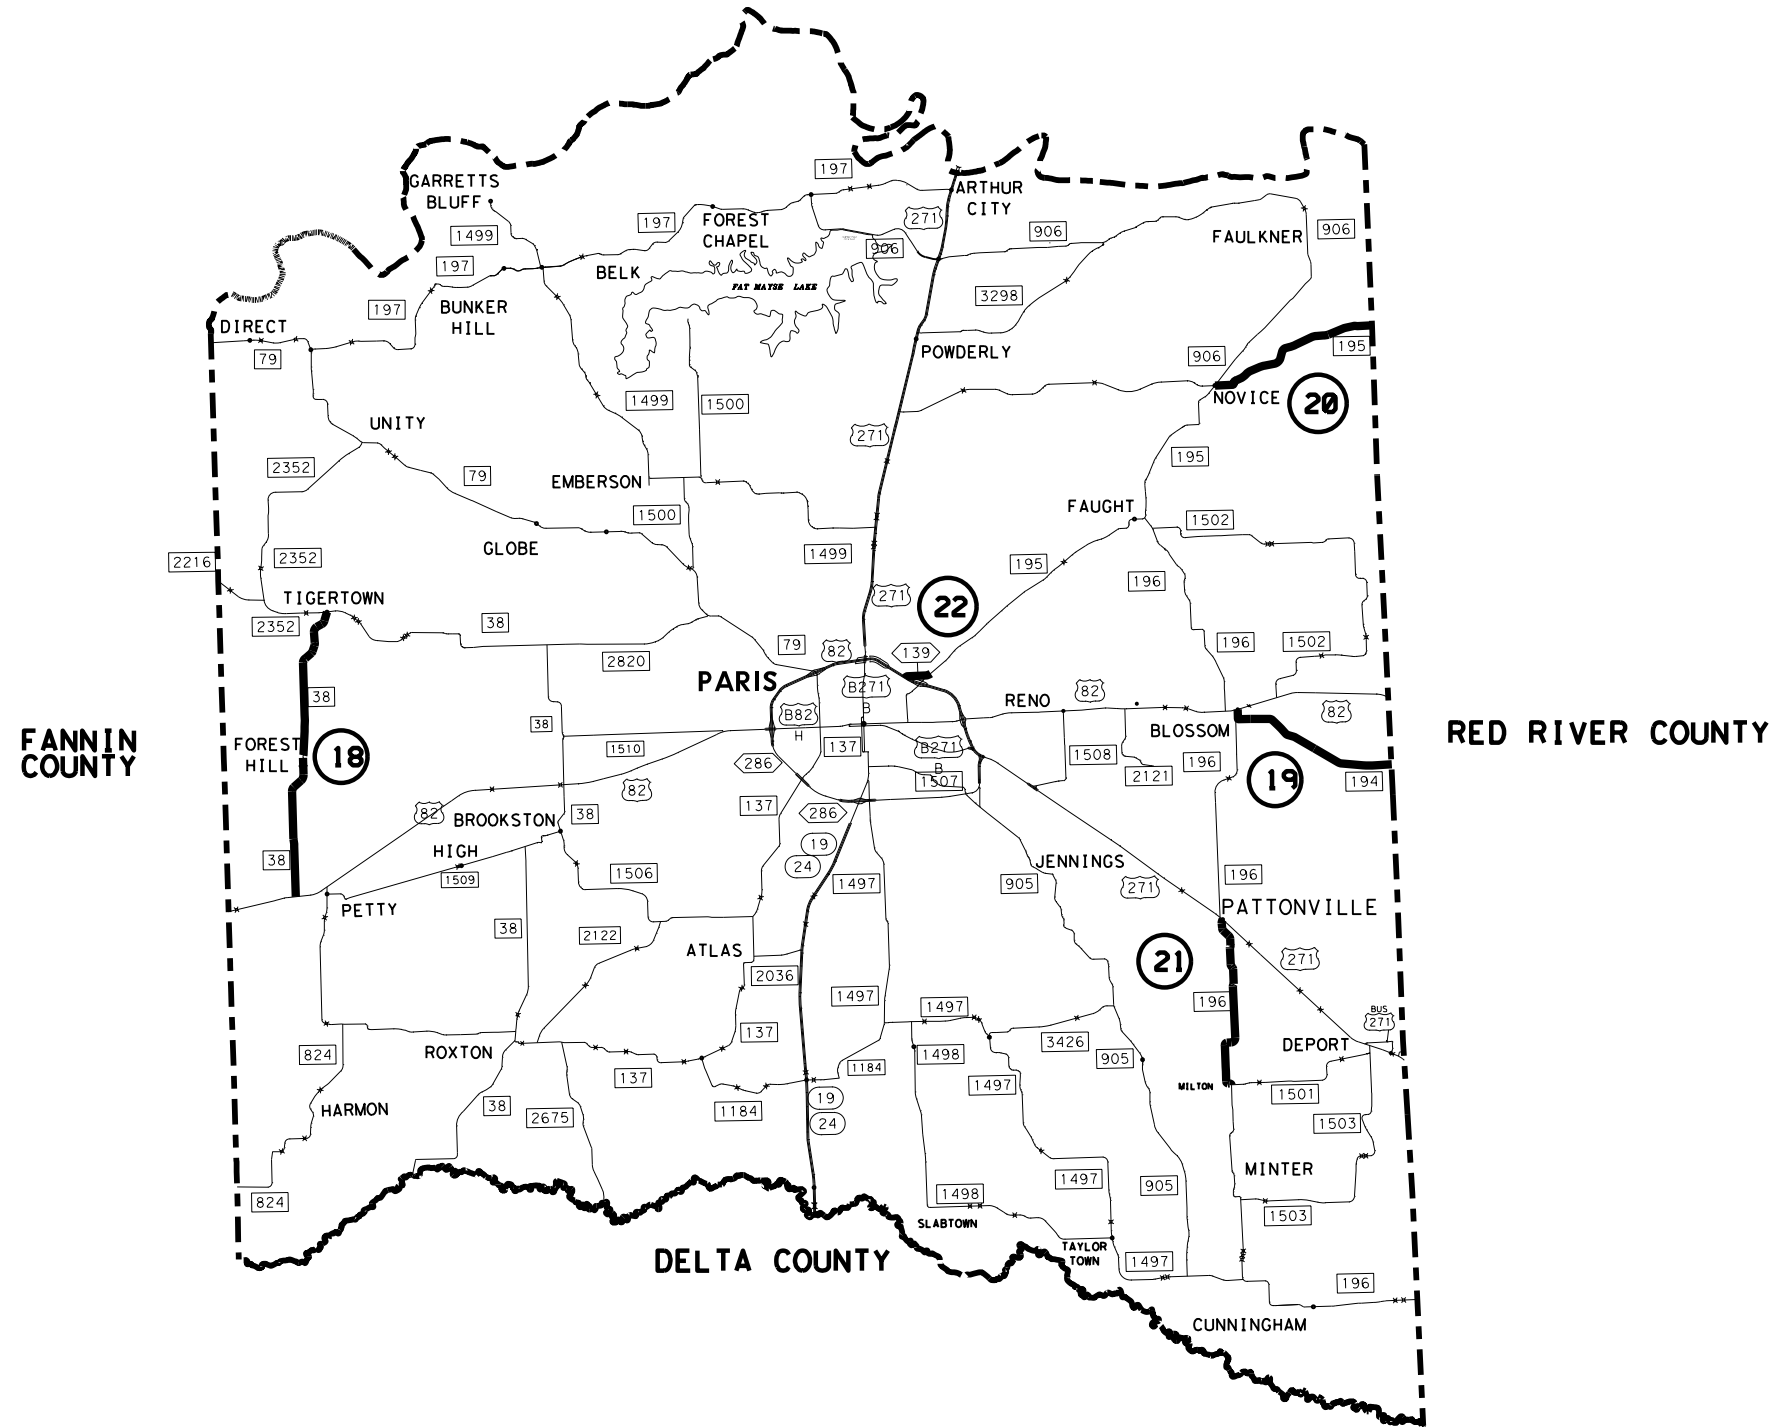 197
GARRETTS
BLUFF
ARTHUR
CITY
271
197
FOREST
CHAPEL
906
906
FAULKNER
906
1499
197
BELK
PAT MAYSE LAKE
3298
197
BUNKER
HILL
DIRECT
79
POWDERLY
906
195
NOVICE
20
1499
1500
UNITY
271
2352
79
EMBERSON
195
FAUGHT
1500
1502
GLOBE
1499
2216
2352
195
196
TIGERTOWN
271
22
2352
38
79
82
139
196
1502
2820
PARIS
B271
B
RENO
82
38
38
B82
H
82
BLOSSOM
RED RIVER COUNTY
FANNIN
COUNTY
FOREST
HILL
18
1510
137
B271
B
1508
196
286
1507
2121
19
194
82
82
137
286
BROOKSTON
38
19
24
HIGH
38
1509
1506
1497
JENNINGS
905
271
196
PETTY
PATTONVILLE
38
2122
ATLAS
21
271
2036
1497
1497
196
BUS
271
824
ROXTON
137
1498
3426
905
DEPORT
137
1184
1497
MILTON
1501
HARMON
38
2675
1184
19
24
1503
824
1498
1497
905
MINTER
SLABTOWN
1503
DELTA COUNTY
TAYLOR
TOWN
1497
196
CUNNINGHAM